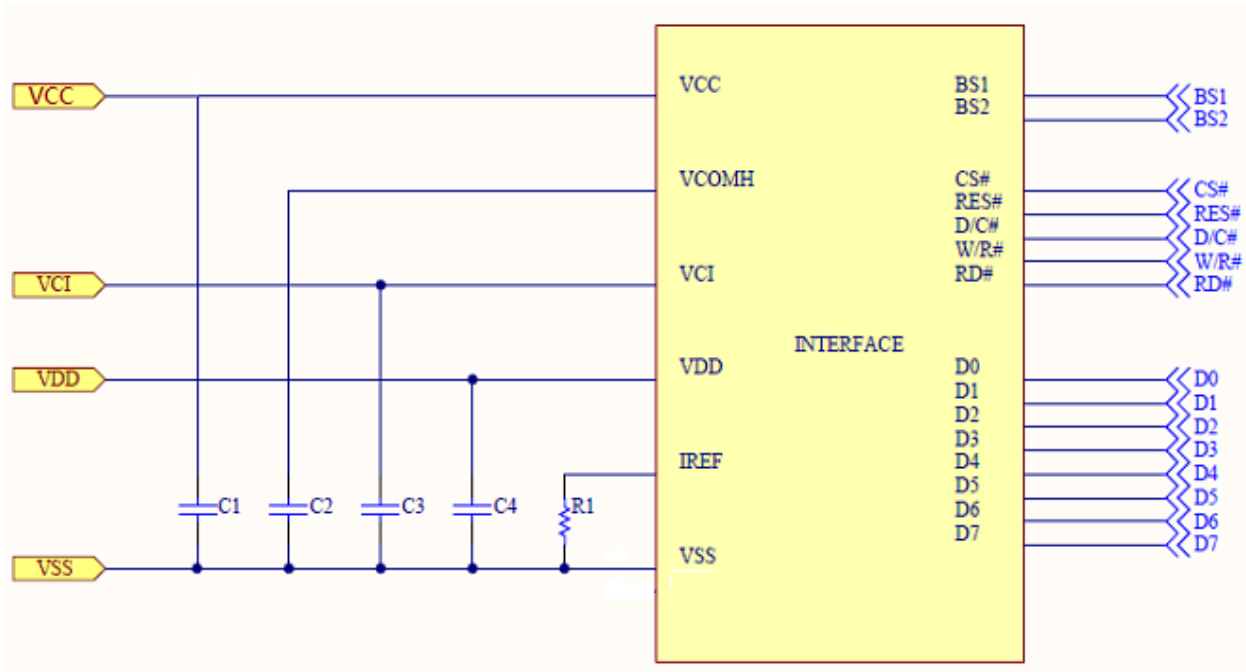 VCC VCC BS1 BS1
BS2 BS2
VCOMH CS# CS#
RES# RES#
D/C# D/C#
W/R# W/R#
VCI VCI RD# RD#
INTERFACE
VDD VDD D0 D0
D1 D1
D2 D2
D3 D3
IREF D4 D4
D5 D5
C1 C2 C3 C4 R1 D6 D6
D7 D7
VSS VSS